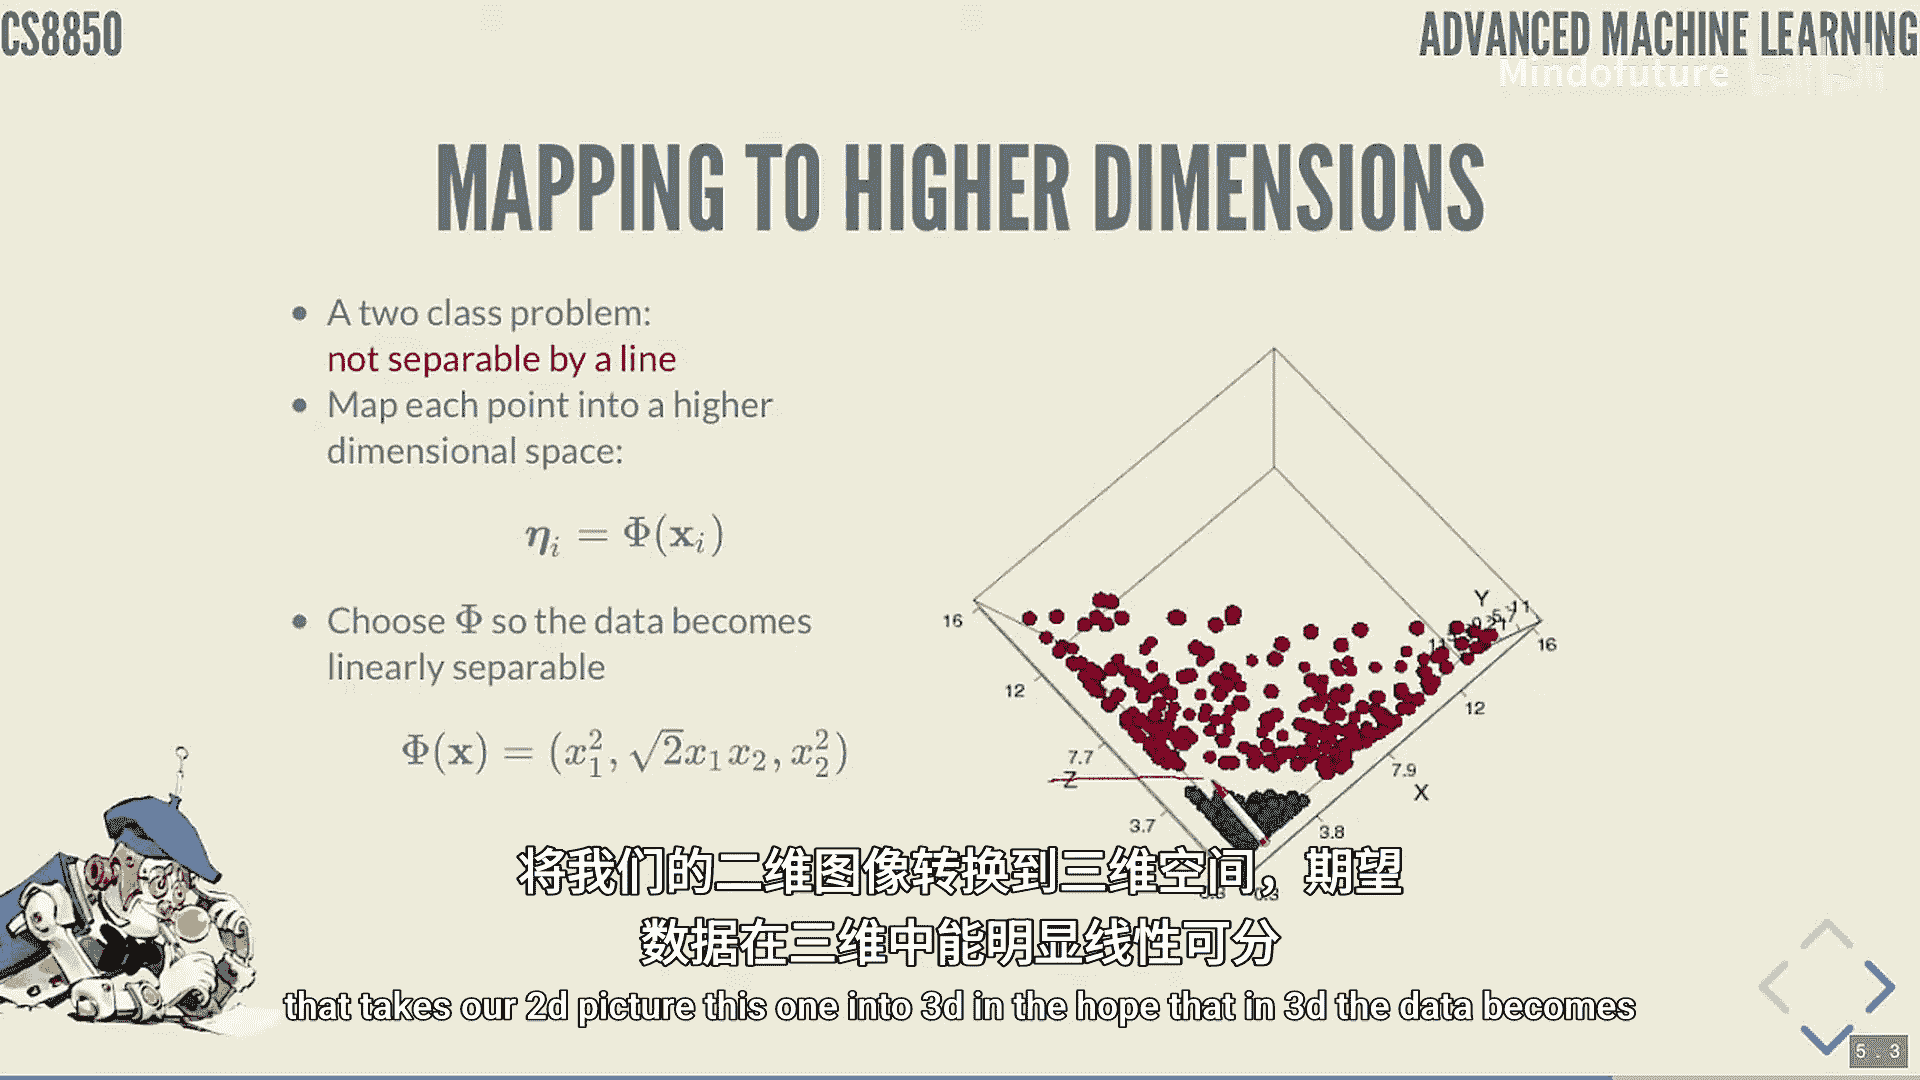 CS8850
ADVANCED MACHINE LEARNING
Mindofuture
MAPPING TO HIGHER DIMENSIONS
• A two class problem:
not separable by a line
• Map each point into a higher
dimensional space:
η_i = Φ(x_i)
• Choose Φ so the data becomes
linearly separable
Φ(x) = (x₁², √2x₁x₂, x₂²)
Y
16
16
12
12
7.7
7.9
Z
X
3.7
3.8
将我们的二维图像转换到三维空间，期望
数据在三维中能明显线性可分
that takes our 2d picture this one into 3d in the hope that in 3d the data becomes
5.3